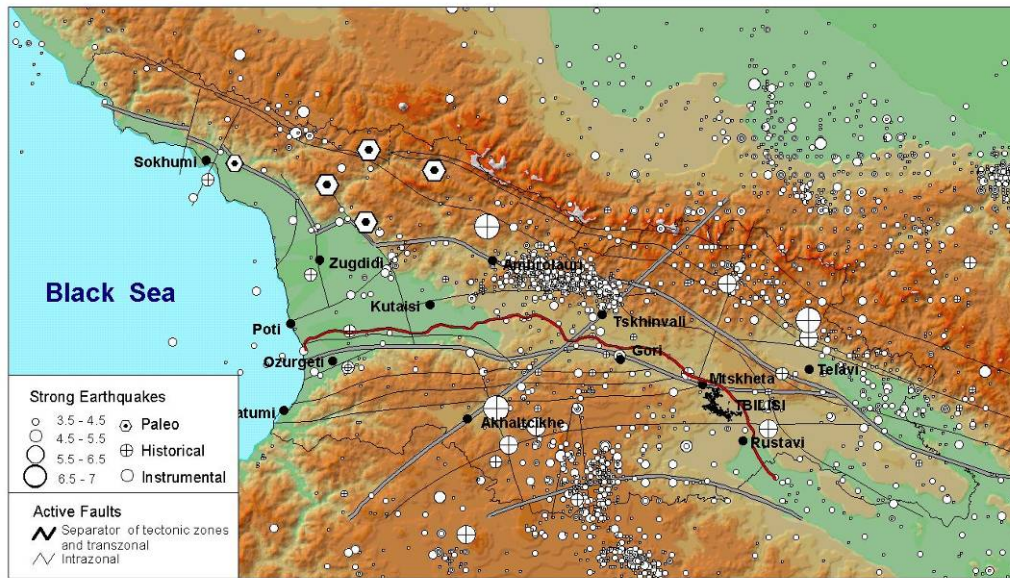 Sokhumi
Zugdidi
Ambrolauri
Black Sea
Kutaisi
Tskhinvali
Poti
Gori
Ozurgeti
Mtskheta
Telavi
TBILISI
atumi
Akhaltcikhe
Rustavi
Strong Earthquakes
3.5 - 4.5
4.5 - 5.5
5.5 - 6.5
6.5 - 7
Paleo
Historical
Instrumental
Active Faults
Separator of tectonic zones
and transzonal
Intrazonal